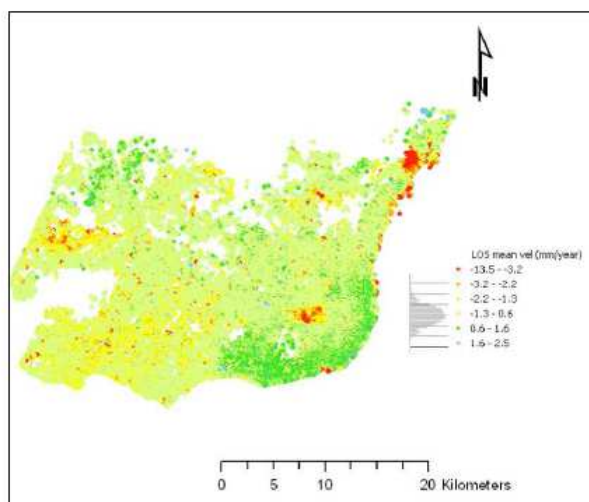 N
LOS mean vel (mm/year)
-13.5 - -3.2
-3.2 - -2.2
-2.2 - -1.3
-1.3 - 0.6
0.6 - 1.6
1.6 - 2.5
0 5 10 20 Kilometers